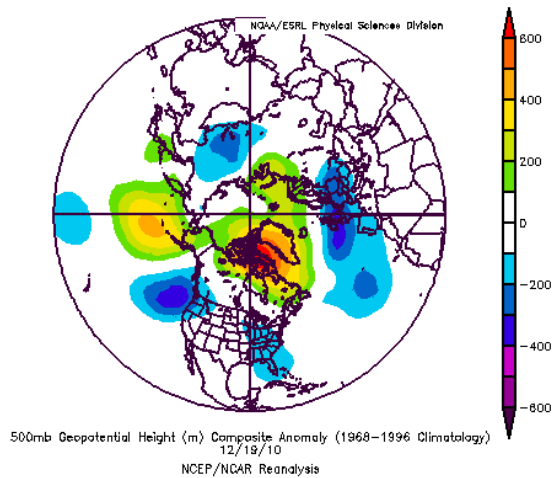 NOAA/ESRL Physical Sciences Division
600
400
200
0
−200
−400
−600
500mb Geopotential Height (m) Composite Anomaly (1968−1996 Climatology)
12/19/10
NCEP/NCAR Reanalysis